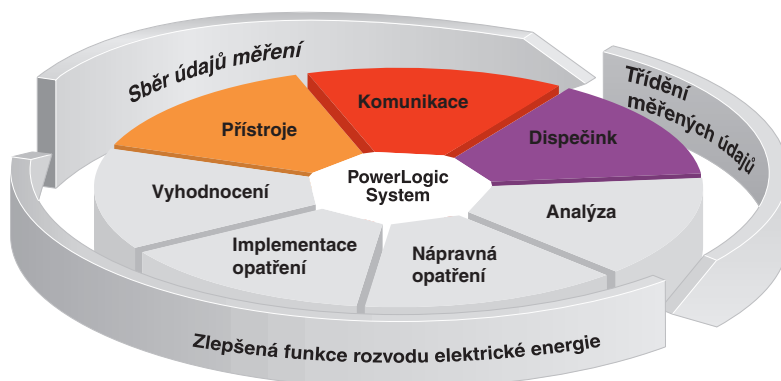 Sběr údajů měření
Třídění
měřených údajů
Komunikace
Přístroje
Dispečink
PowerLogic
System
Vyhodnocení
Analýza
Implementace
opatření
Nápravná
opatření
Zlepšená funkce rozvodu elektrické energie